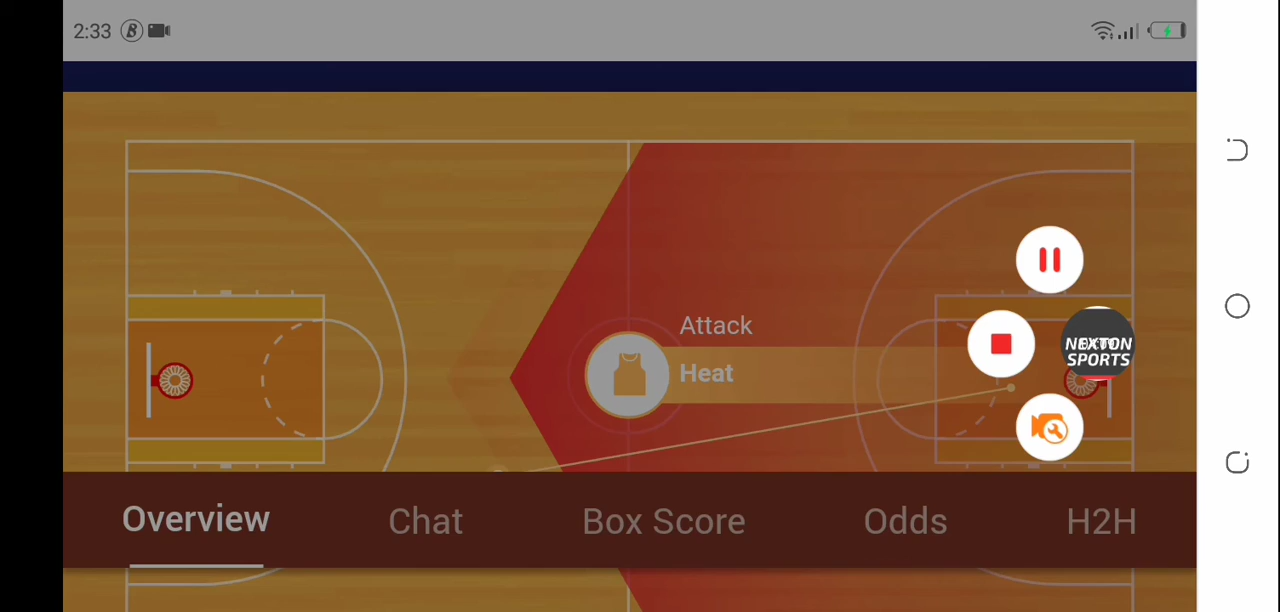 2:33
Attack
Heat
NEXTON
SPORTS
Overview Chat Box Score Odds H2H